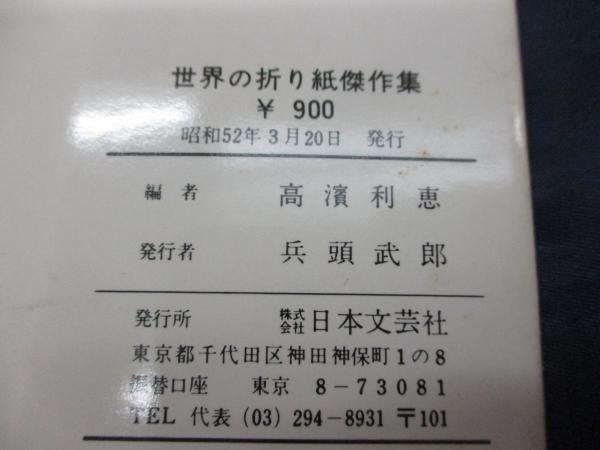 世界の折り紙傑作集
¥ 900
昭和52年3月20日 発行
編者 高濱利恵
発行者 兵頭武郎
発行所 株式会社日本文芸社
東京都千代田区神田神保町1の8
振替口座 東京 8-73081
TEL 代表(03)294-8931 〒101